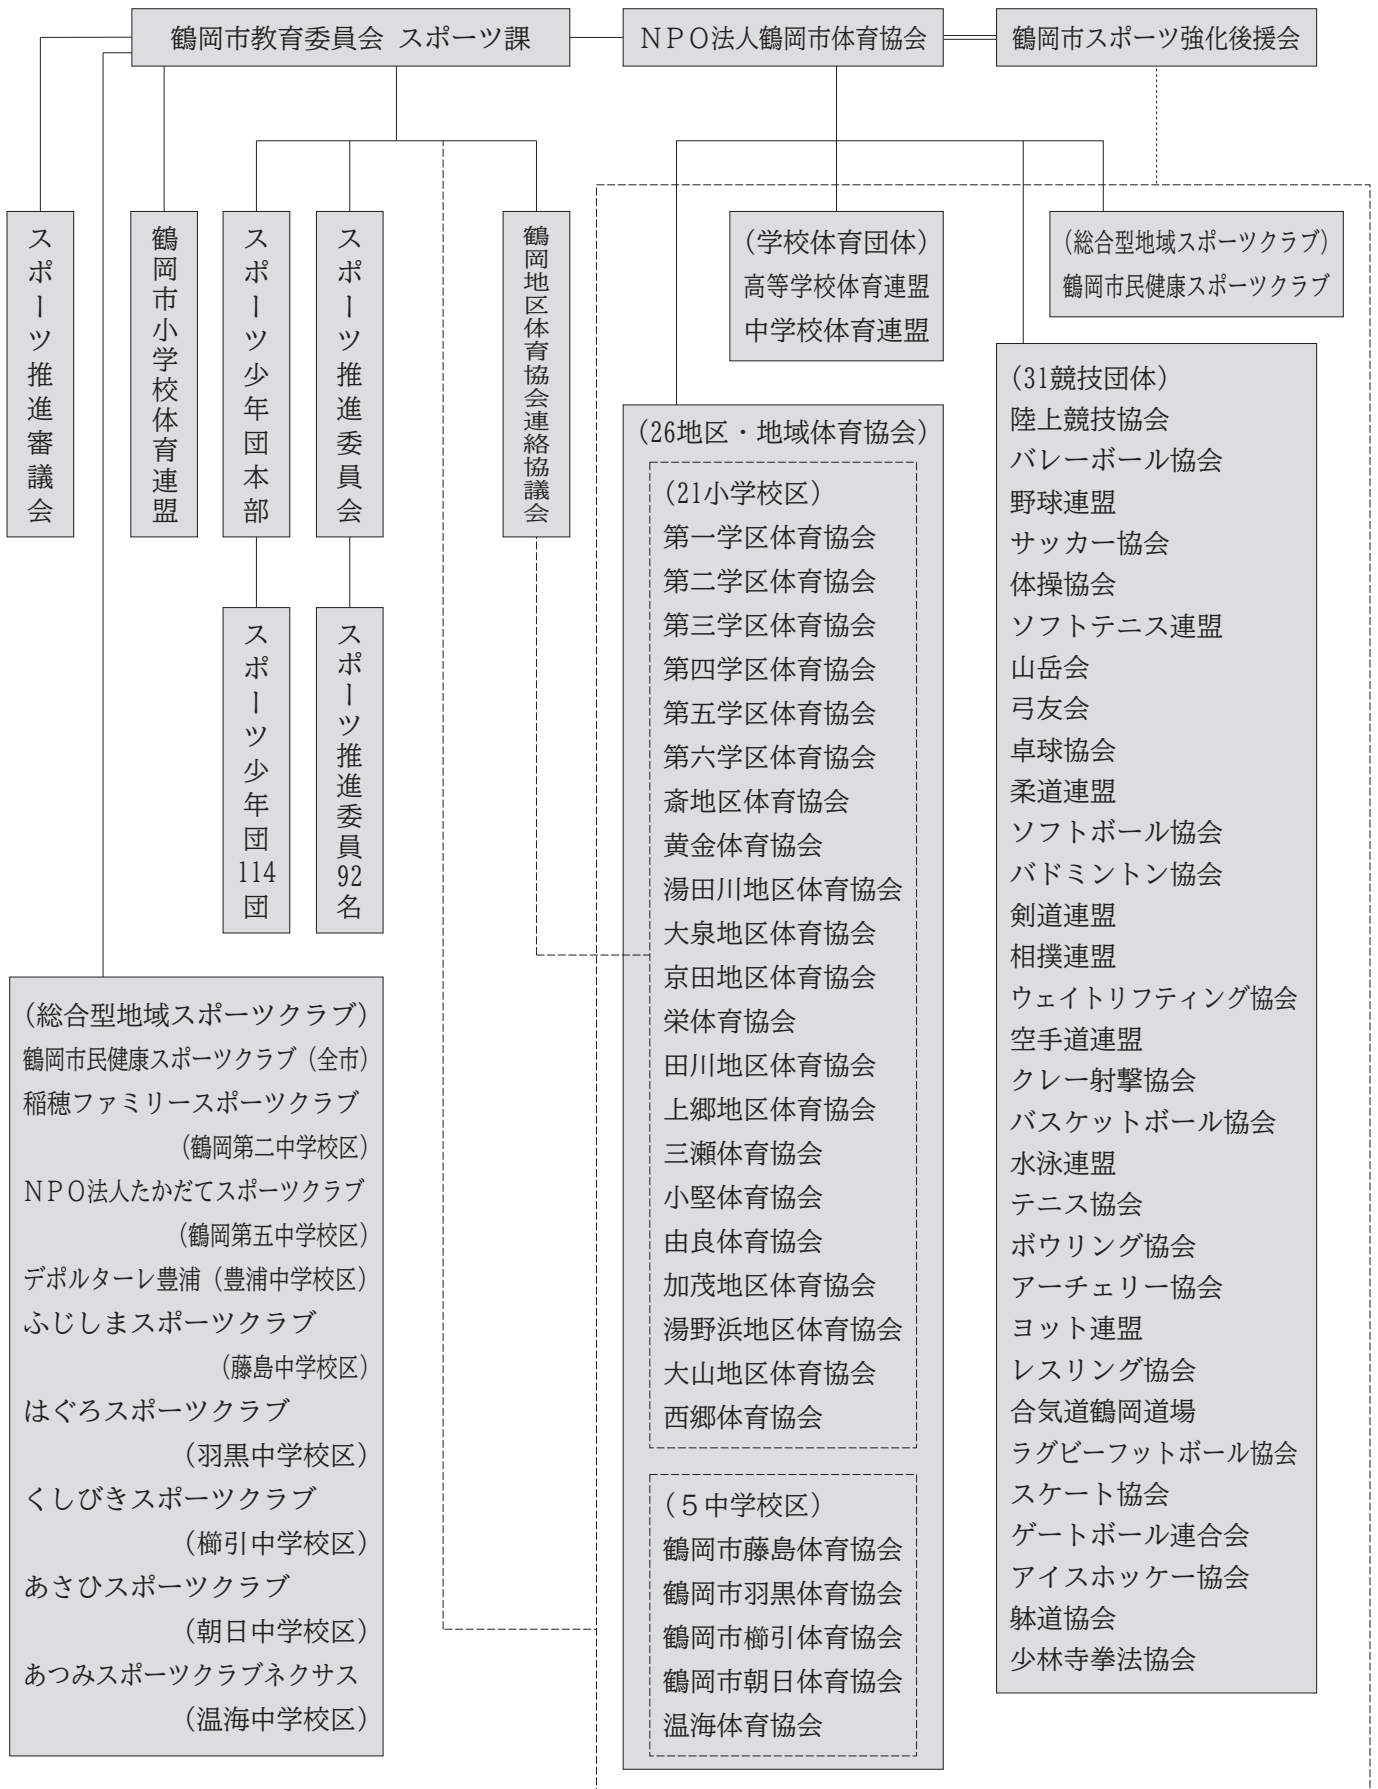 鶴岡市教育委員会 スポーツ課
ＮＰＯ法人鶴岡市体育協会
鶴岡市スポーツ強化後援会
スポーツ推進審議会
鶴岡市小学校体育連盟
スポーツ少年団本部
スポーツ推進委員会
鶴岡地区体育協会連絡協議会
スポーツ少年団114団
スポーツ推進委員92名
（総合型地域スポーツクラブ）
鶴岡市民健康スポーツクラブ（全市）
稲穂ファミリースポーツクラブ
（鶴岡第二中学校区）
ＮＰＯ法人たかだてスポーツクラブ
（鶴岡第五中学校区）
デポルターレ豊浦（豊浦中学校区）
ふじしまスポーツクラブ
（藤島中学校区）
はぐろスポーツクラブ
（羽黒中学校区）
くしびきスポーツクラブ
（櫛引中学校区）
あさひスポーツクラブ
（朝日中学校区）
あつみスポーツクラブネクサス
（温海中学校区）
（学校体育団体）
高等学校体育連盟
中学校体育連盟
（26地区・地域体育協会）
（21小学校区）
第一学区体育協会
第二学区体育協会
第三学区体育協会
第四学区体育協会
第五学区体育協会
第六学区体育協会
斎地区体育協会
黄金体育協会
湯田川地区体育協会
大泉地区体育協会
京田地区体育協会
栄体育協会
田川地区体育協会
上郷地区体育協会
三瀬体育協会
小堅体育協会
由良体育協会
加茂地区体育協会
湯野浜地区体育協会
大山地区体育協会
西郷体育協会
（５中学校区）
鶴岡市藤島体育協会
鶴岡市羽黒体育協会
鶴岡市櫛引体育協会
鶴岡市朝日体育協会
温海体育協会
（総合型地域スポーツクラブ）
鶴岡市民健康スポーツクラブ
（31競技団体）
陸上競技協会
バレーボール協会
野球連盟
サッカー協会
体操協会
ソフトテニス連盟
山岳会
弓友会
卓球協会
柔道連盟
ソフトボール協会
バドミントン協会
剣道連盟
相撲連盟
ウェイトリフティング協会
空手道連盟
クレー射撃協会
バスケットボール協会
水泳連盟
テニス協会
ボウリング協会
アーチェリー協会
ヨット連盟
レスリング協会
合気道鶴岡道場
ラグビーフットボール協会
スケート協会
ゲートボール連合会
アイスホッケー協会
躰道協会
少林寺拳法協会